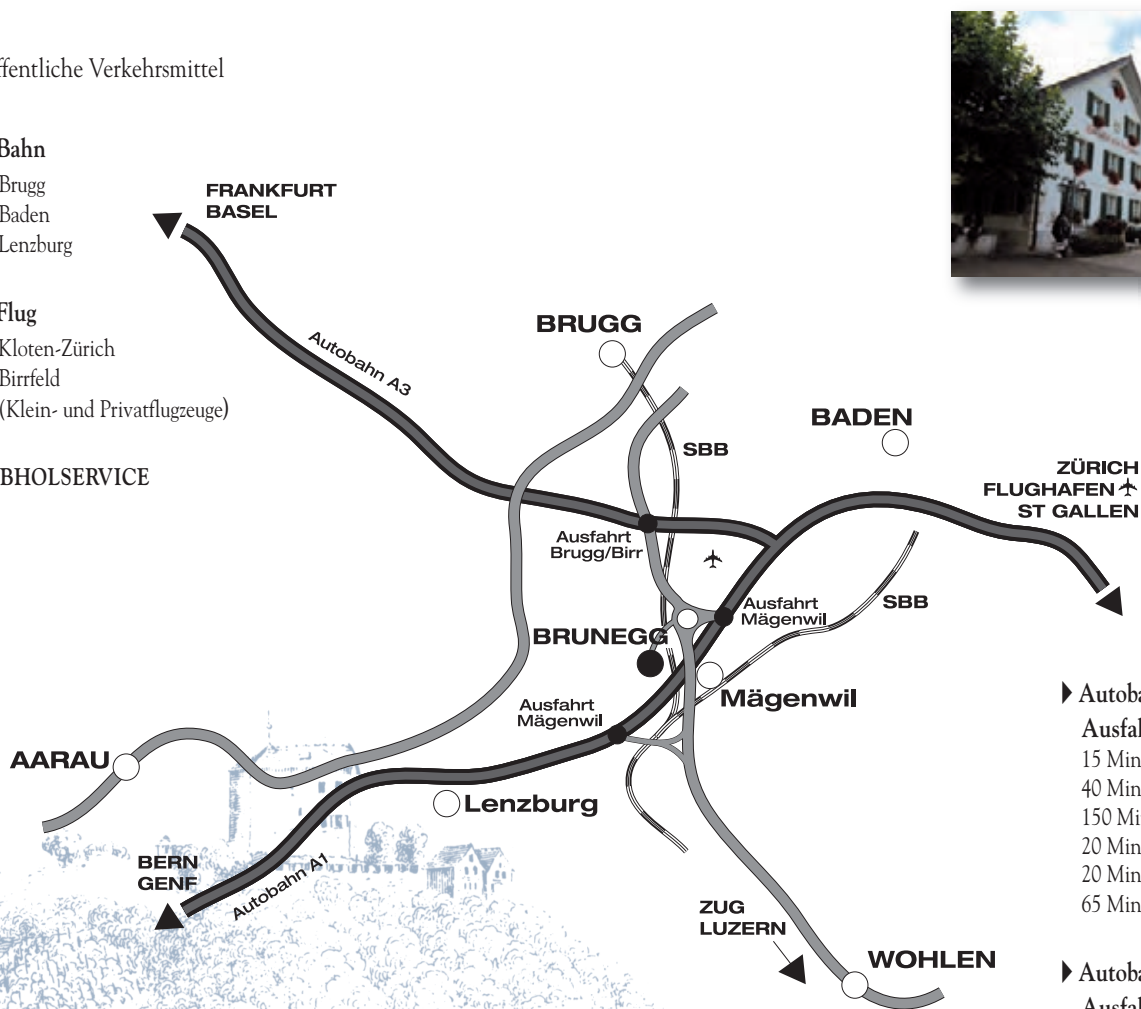 ffentliche Verkehrsmittel
Bahn
Brugg
Baden
Lenzburg
Flug
Kloten-Zürich
Birrfeld
(Klein- und Privatflugzeuge)
BHOLSERVICE
FRANKFURT
BASEL
Autobahn A3
BRUGG
SBB
BADEN
ZÜRICH
FLUGHAFEN
ST GALLEN
Ausfahrt
Brugg/Birr
Ausfahrt
Mägenwil
SBB
BRUNEGG
Mägenwil
Ausfahrt
Mägenwil
AARAU
Lenzburg
BERN
GENF
Autobahn A1
ZUG
LUZERN
WOHLEN
Autoba
Ausfal
15 Min
40 Min
150 Mi
20 Min
20 Min
65 Min
Autoba